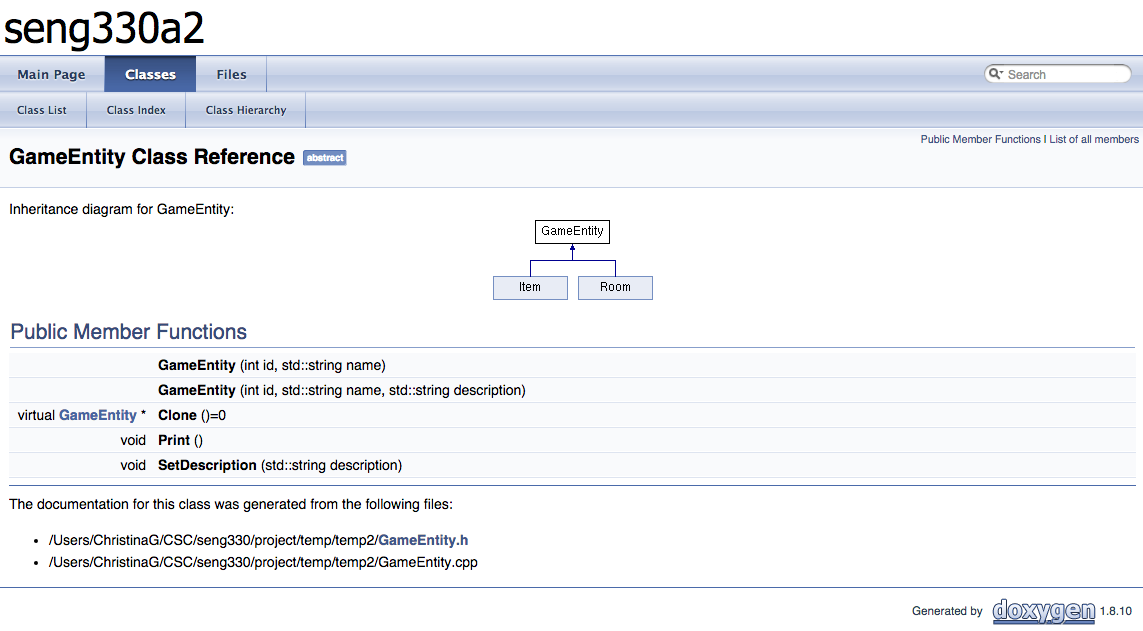 seng330a2
Main Page Classes Files Search
Class List Class Index Class Hierarchy
Public Member Functions | List of all members
GameEntity Class Reference abstract
Inheritance diagram for GameEntity:
GameEntity
Item Room
Public Member Functions
GameEntity (int id, std::string name)
GameEntity (int id, std::string name, std::string description)
virtual GameEntity * Clone ()=0
void Print ()
void SetDescription (std::string description)
The documentation for this class was generated from the following files:
• /Users/ChristinaG/CSC/seng330/project/temp/temp2/GameEntity.h
• /Users/ChristinaG/CSC/seng330/project/temp/temp2/GameEntity.cpp
Generated by doxygen 1.8.10